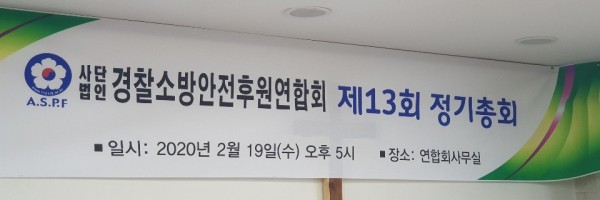 사단법인 경찰소방안전후원연합회 제13회 정기총회
A.S.P.F
■ 일시: 2020년 2월 19일(수) 오후 5시 ■ 장소: 연합회사무실